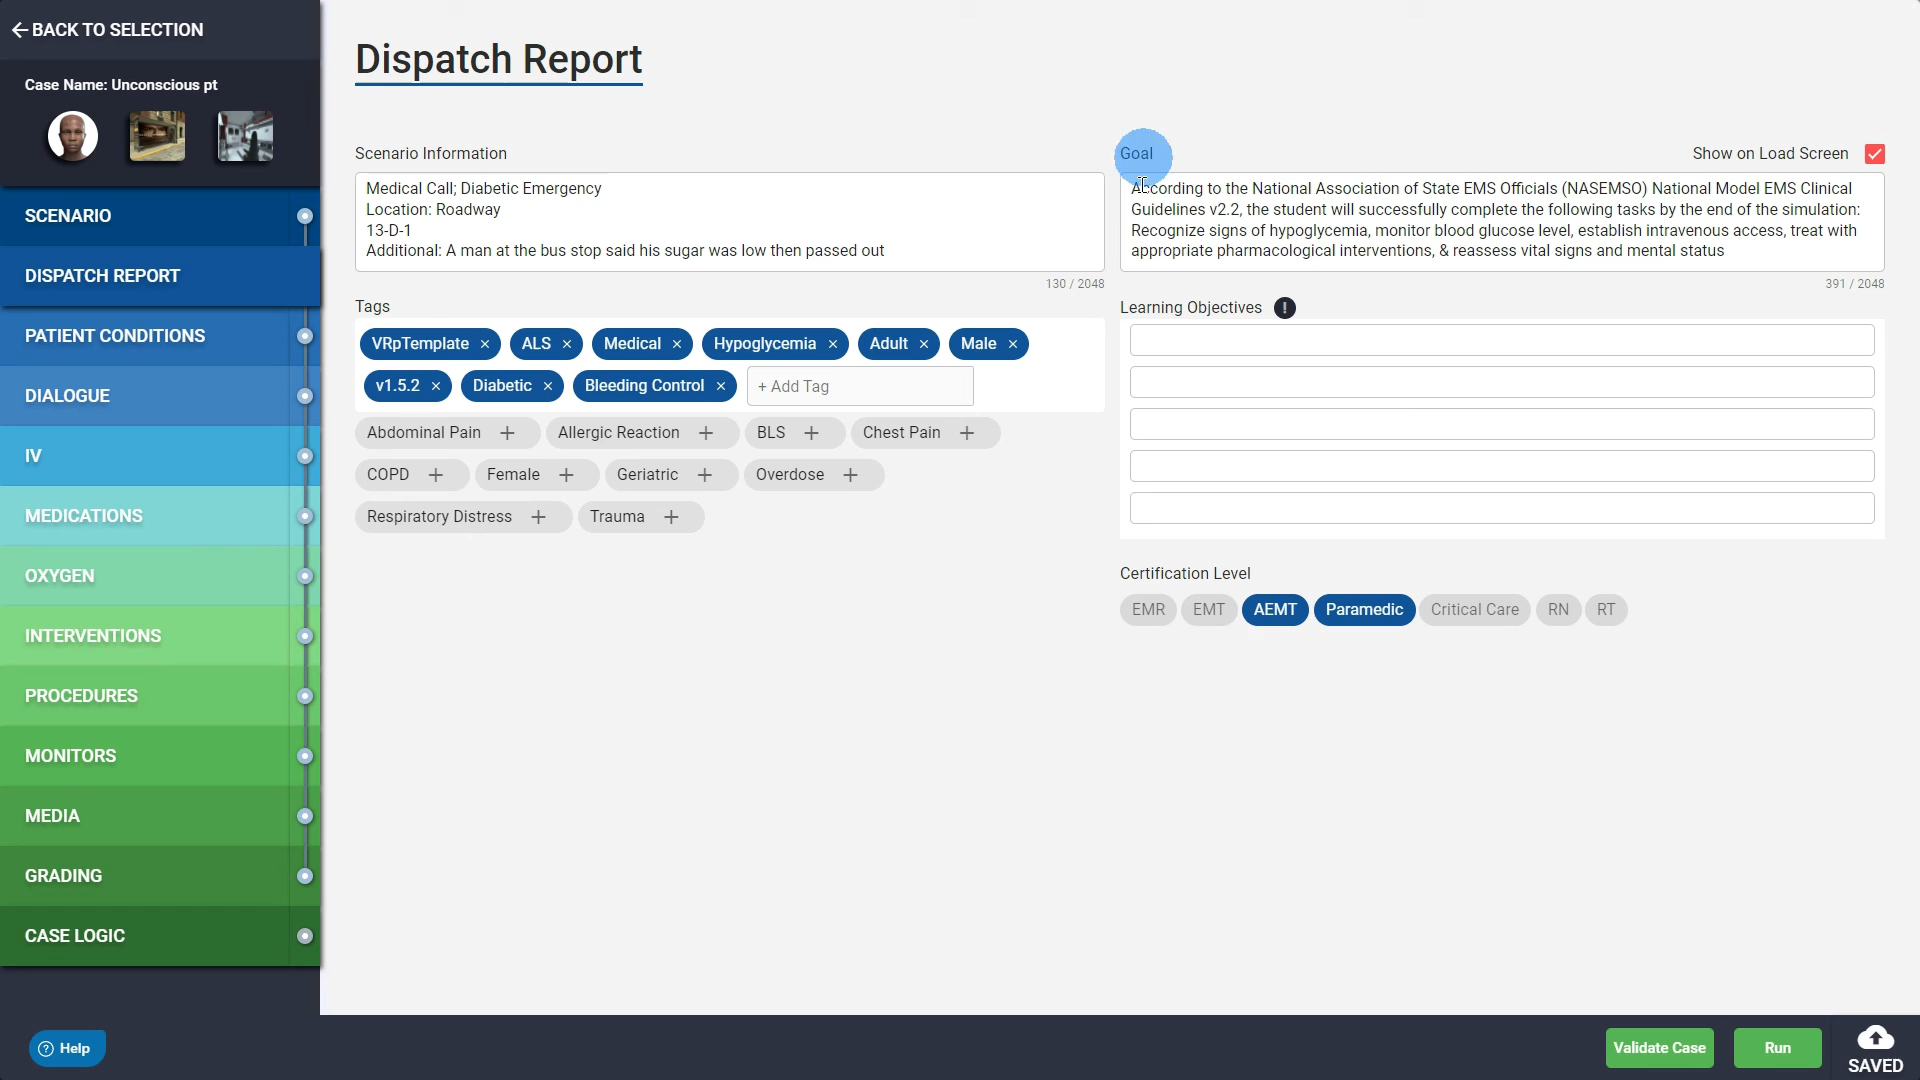 BACK TO SELECTION
Case Name: Unconscious pt
SCENARIO
DISPATCH REPORT
PATIENT CONDITIONS
DIALOGUE
IV
MEDICATIONS
OXYGEN
INTERVENTIONS
PROCEDURES
MONITORS
MEDIA
GRADING
CASE LOGIC
Help
Dispatch Report
Scenario Information
Medical Call; Diabetic Emergency
Location: Roadway
13-D-1
Additional: A man at the bus stop said his sugar was low then passed out
130 / 2048
Tags
VRpTemplate × ALS × Medical × Hypoglycemia × Adult × Male ×
v1.5.2 × Diabetic × Bleeding Control × + Add Tag
Abdominal Pain + Allergic Reaction + BLS + Chest Pain +
COPD + Female + Geriatric + Overdose +
Respiratory Distress + Trauma +
Goal
Show on Load Screen
According to the National Association of State EMS Officials (NASEMSO) National Model EMS Clinical
Guidelines v2.2, the student will successfully complete the following tasks by the end of the simulation:
Recognize signs of hypoglycemia, monitor blood glucose level, establish intravenous access, treat with
appropriate pharmacological interventions, & reassess vital signs and mental status
391 / 2048
Learning Objectives !
Certification Level
EMR EMT AEMT Paramedic Critical Care RN RT
Validate Case
Run
SAVED